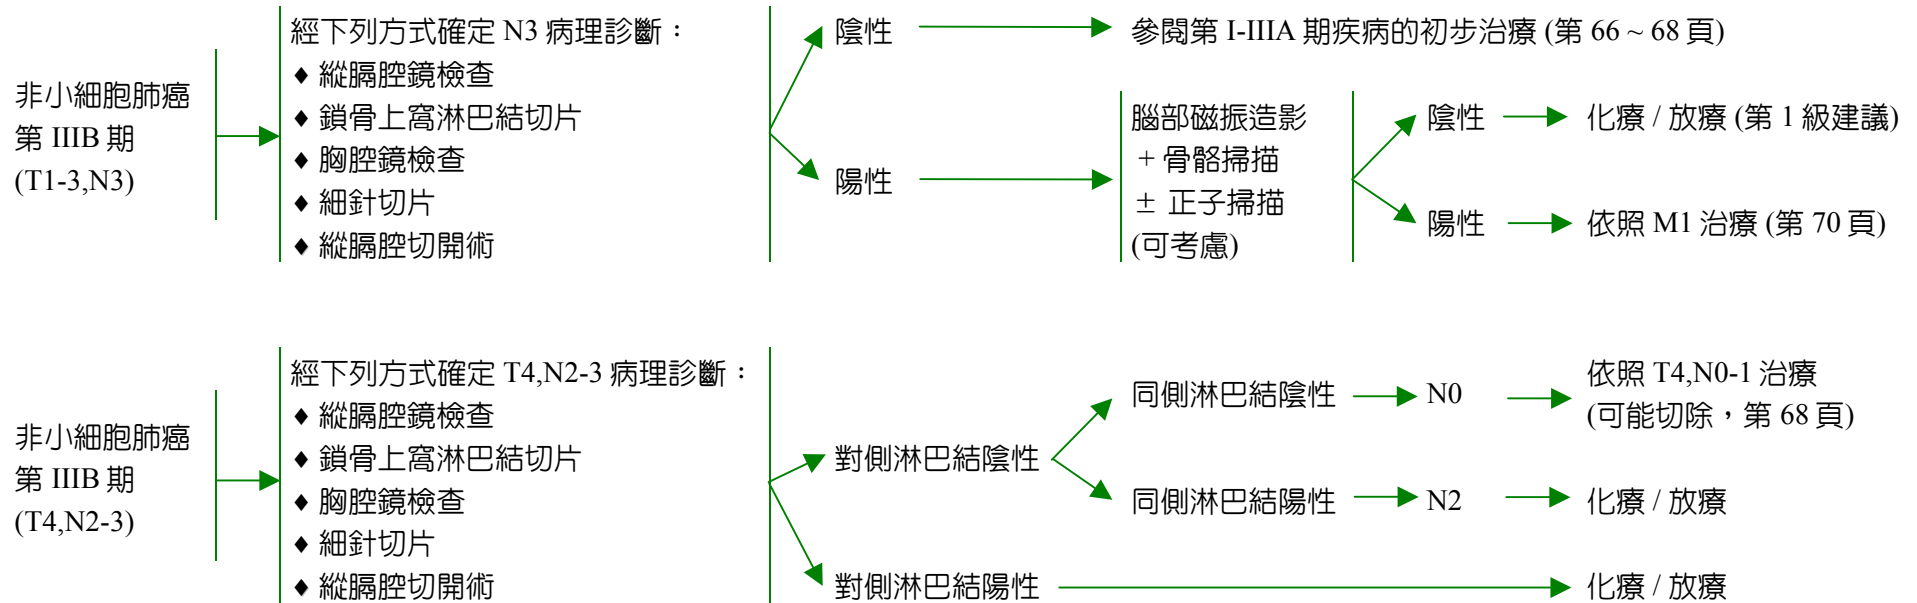 非小細胞肺癌
第 IIIB 期
(T1-3,N3)
經下列方式確定 N3 病理診斷：
♦ 縱膈腔鏡檢查
♦ 鎖骨上窩淋巴結切片
♦ 胸腔鏡檢查
♦ 細針切片
♦ 縱膈腔切開術
陰性
參閱第 I-IIIA 期疾病的初步治療 (第 66 ~ 68 頁)
陽性
腦部磁振造影
+ 骨骼掃描
± 正子掃描
(可考慮)
陰性
化療 / 放療 (第 1 級建議)
陽性
依照 M1 治療 (第 70 頁)
非小細胞肺癌
第 IIIB 期
(T4,N2-3)
經下列方式確定 T4,N2-3 病理診斷：
♦ 縱膈腔鏡檢查
♦ 鎖骨上窩淋巴結切片
♦ 胸腔鏡檢查
♦ 細針切片
♦ 縱膈腔切開術
對側淋巴結陰性
同側淋巴結陰性
N0
依照 T4,N0-1 治療
(可能切除，第 68 頁)
同側淋巴結陽性
N2
化療 / 放療
對側淋巴結陽性
化療 / 放療